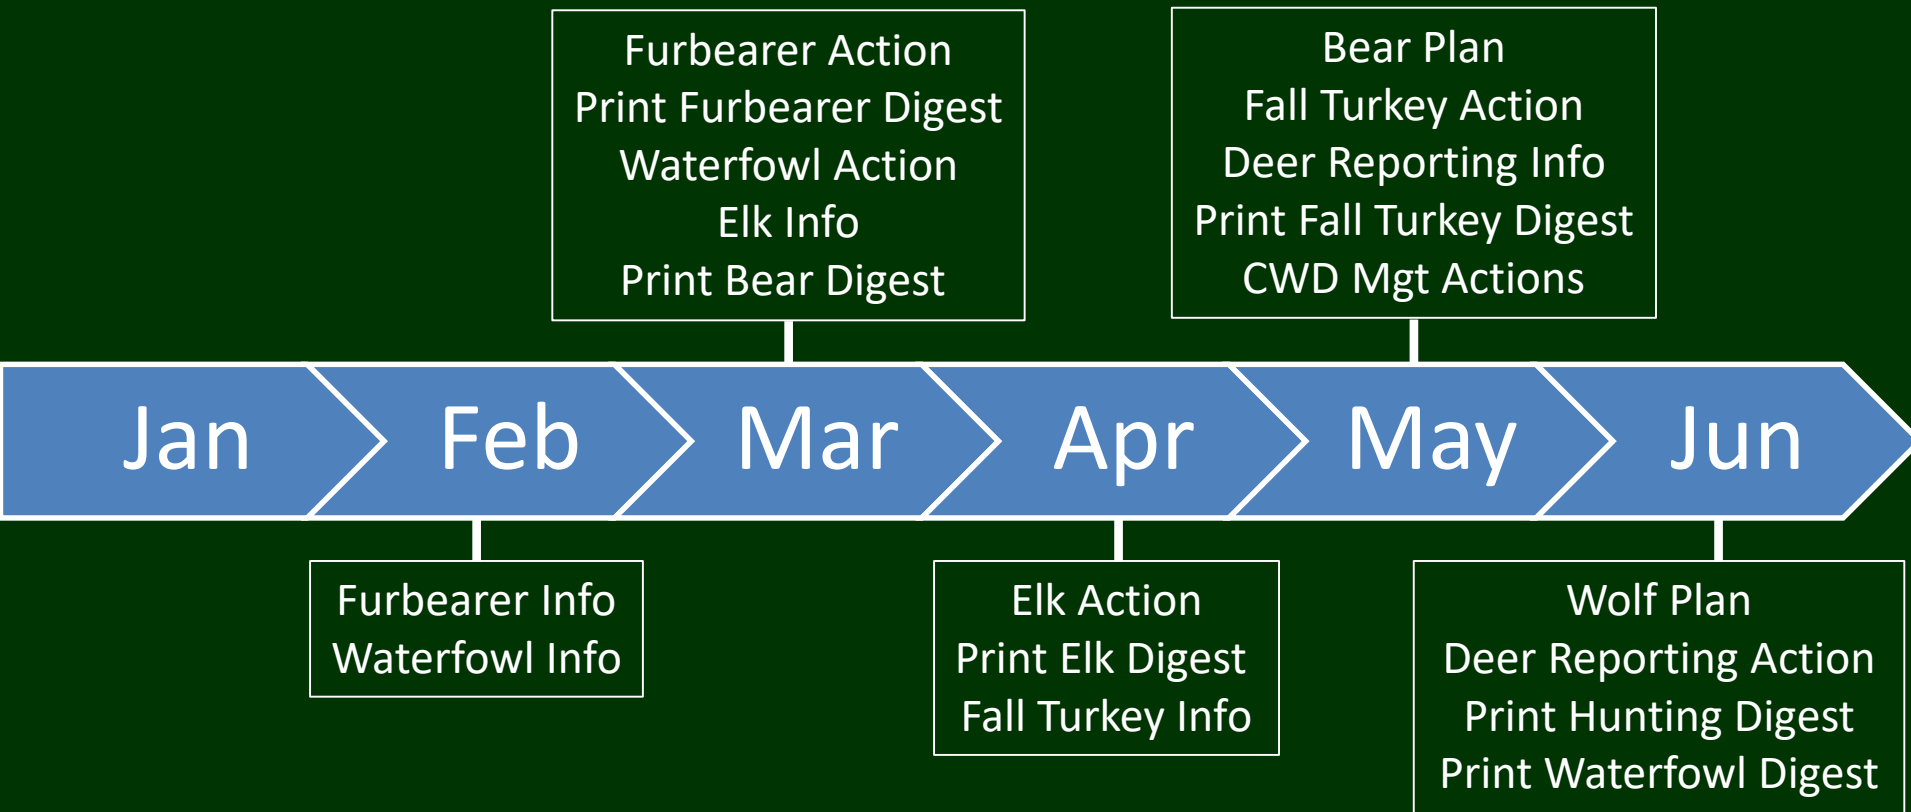 Furbearer Action
Print Furbearer Digest
Waterfowl Action
Elk Info
Print Bear Digest
Bear Plan
Fall Turkey Action
Deer Reporting Info
Print Fall Turkey Digest
CWD Mgt Actions
Jan
Feb
Mar
Apr
May
Jun
Furbearer Info
Waterfowl Info
Elk Action
Print Elk Digest
Fall Turkey Info
Wolf Plan
Deer Reporting Action
Print Hunting Digest
Print Waterfowl Digest